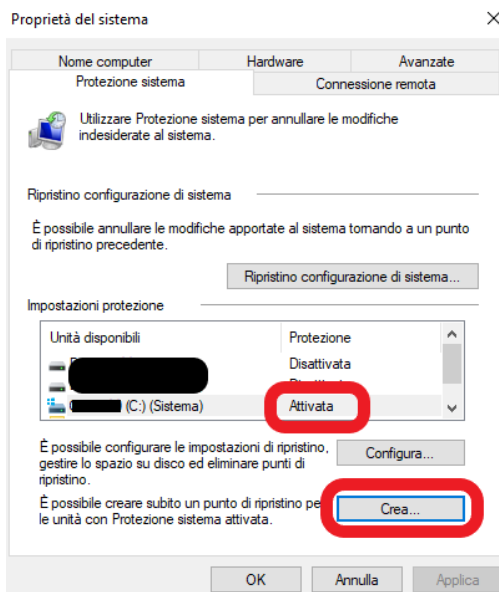 Proprietà del sistema
Nome computer
Hardware
Avanzate
Protezione sistema
Connessione remota
Utilizzare Protezione sistema per annullare le modifiche
indesiderate al sistema.
Ripristino configurazione di sistema
È possibile annullare le modifiche apportate al sistema tornando a un punto
di ripristino precedente.
Ripristino configurazione di sistema...
Impostazioni protezione
Unità disponibili
Protezione
Disattivata
(C:) (Sistema)
Attivata
È possibile configurare le impostazioni di ripristino,
gestire lo spazio su disco ed eliminare punti di
ripristino.
Configura...
È possibile creare subito un punto di ripristino
le unità con Protezione sistema attivata.
Crea...
OK
Annulla
Applica